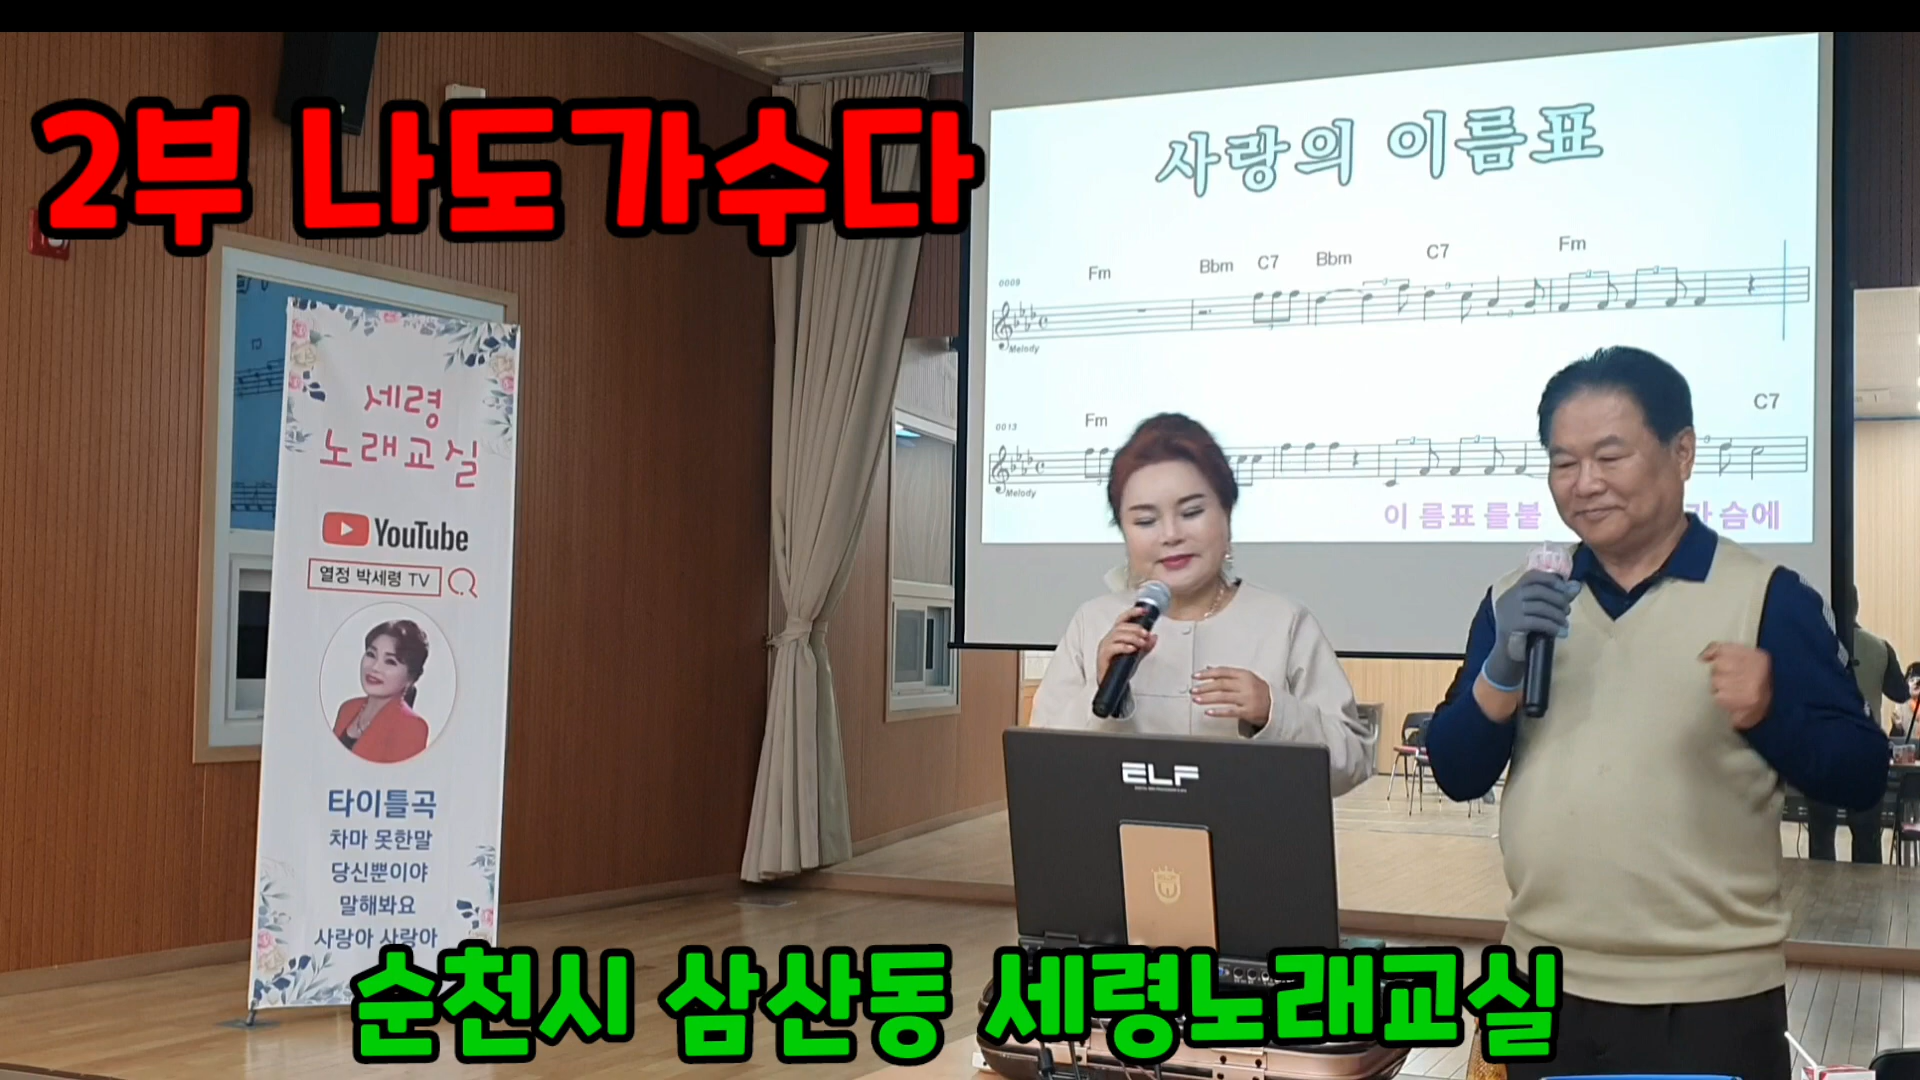 2부 나도가수다
사랑의 이름표
Fm Bbm C7 Bbm C7 Fm
0009
Melody
Fm C7
0013
Melody
이 름표 를붙 슴에
세령
노래교실
YouTube
열정 박세령 TV
타이틀곡
차마 못한말
당신뿐이야
말해봐요
사랑아 사랑아
ELF
순천시 삼산동 세령노래교실